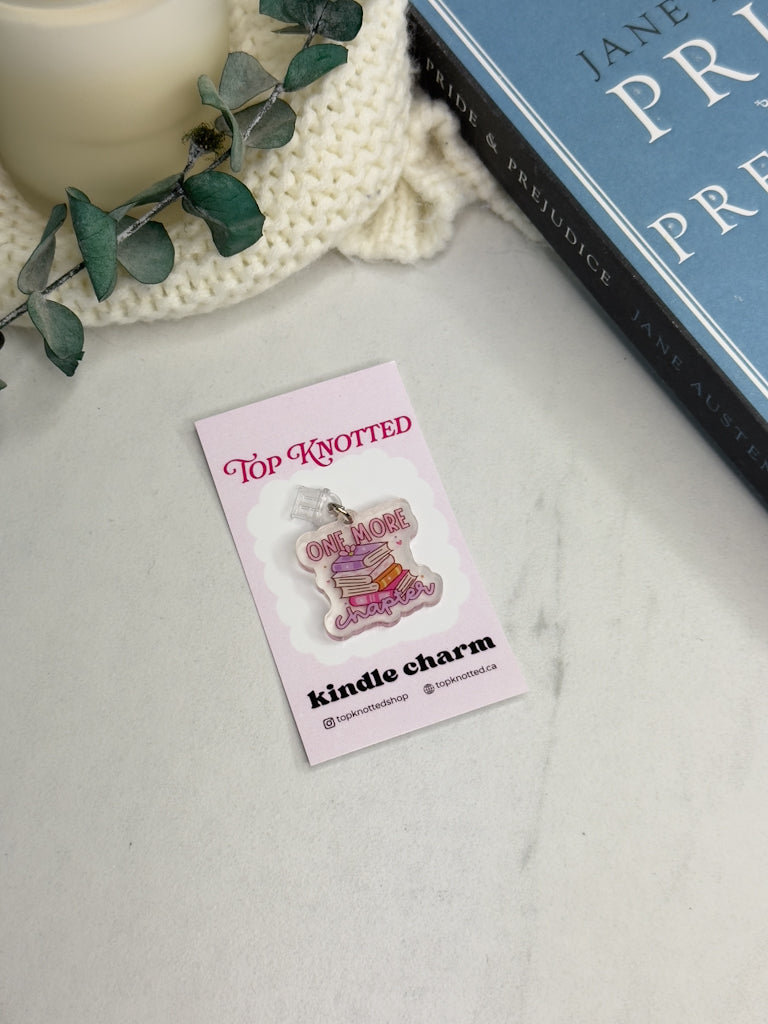 JANE
PRI
PRE
PRIDE & PREJUDICE JANE AUSTEN
TOP KNOTTED
ONE MORE
chapter
kindle charm
topknottedshop topknotted.ca